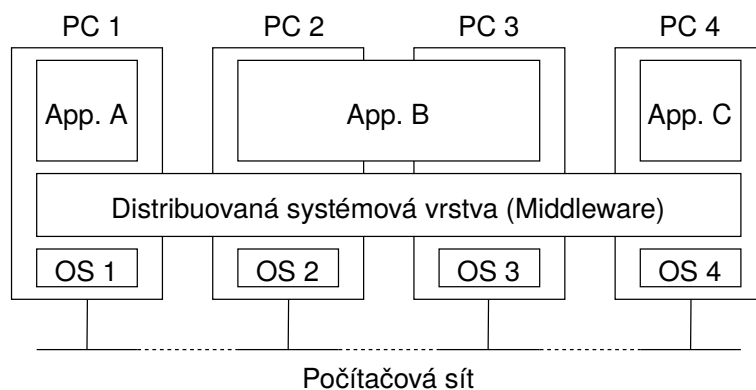 PC 1 PC 2 PC 3 PC 4
App. A App. B App. C
Distribuovaná systémová vrstva (Middleware)
OS 1 OS 2 OS 3 OS 4
Počítačová sít